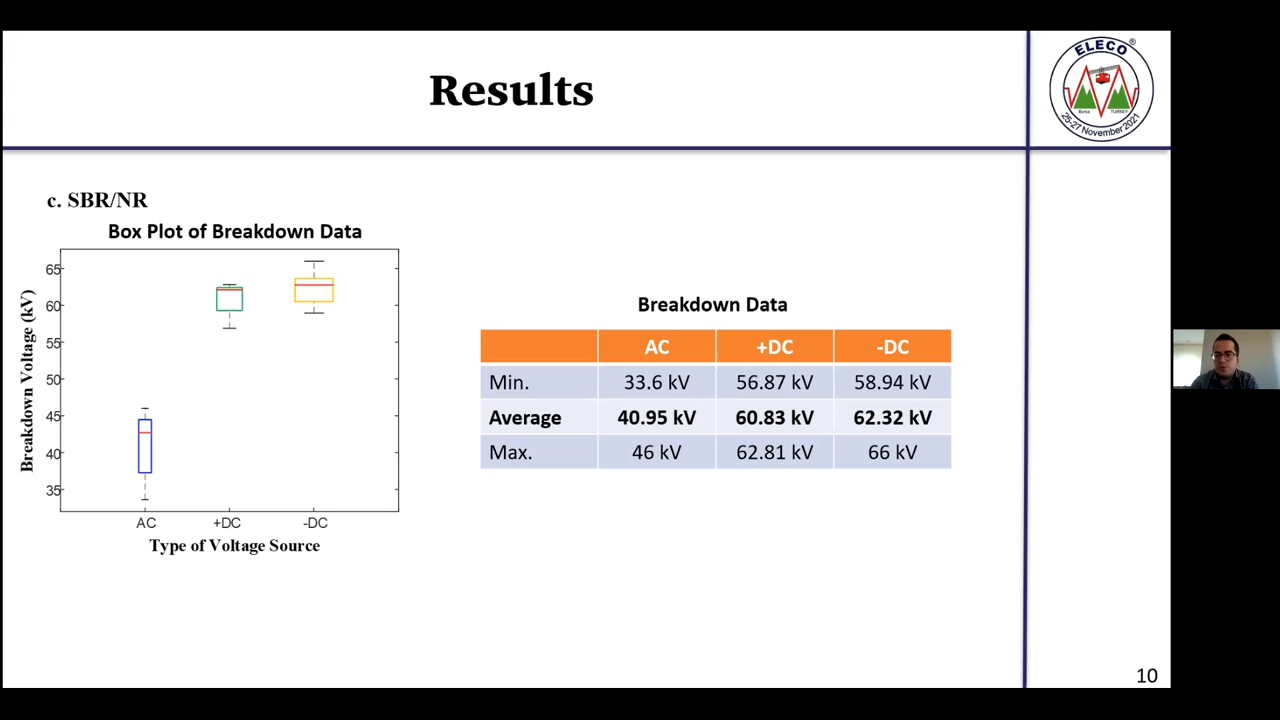 Results
ELECO®
Bursa TURKEY
25-27 November 2021
c. SBR/NR
Box Plot of Breakdown Data
Breakdown Voltage (kV)
65
60
55
50
45
40
35
AC +DC -DC
Type of Voltage Source
Breakdown Data
AC +DC -DC
Min. 33.6 kV 56.87 kV 58.94 kV
Average 40.95 kV 60.83 kV 62.32 kV
Max. 46 kV 62.81 kV 66 kV
10